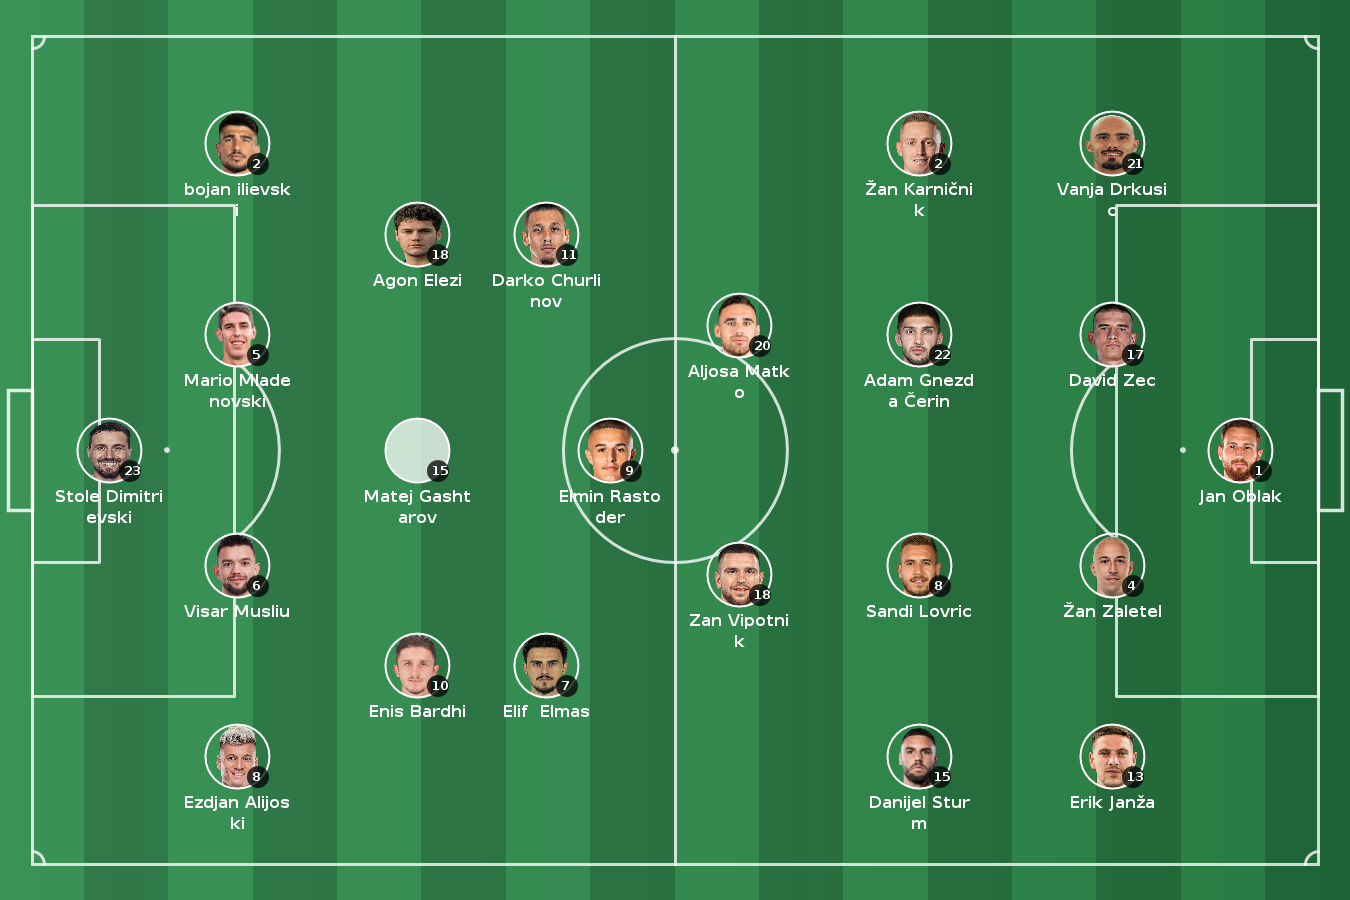 2
bojan ilievsk
i
2
Žan Karnični
k
21
Vanja Drkusi
o
18
Agon Elezi
11
Darko Churli
nov
5
Mario Mlade
novski
20
Aljosa Matk
o
22
Adam Gnezd
a Čerin
17
David Zec
23
Stole Dimitri
evski
15
Matej Gasht
arov
9
Elmin Rasto
der
1
Jan Oblak
6
Visar Musliu
18
Zan Vipotni
k
8
Sandi Lovric
4
Žan Zaletel
10
Enis Bardhi
7
Elif  Elmas
8
Ezdjan Alijos
ki
15
Danijel Stur
m
13
Erik Janža